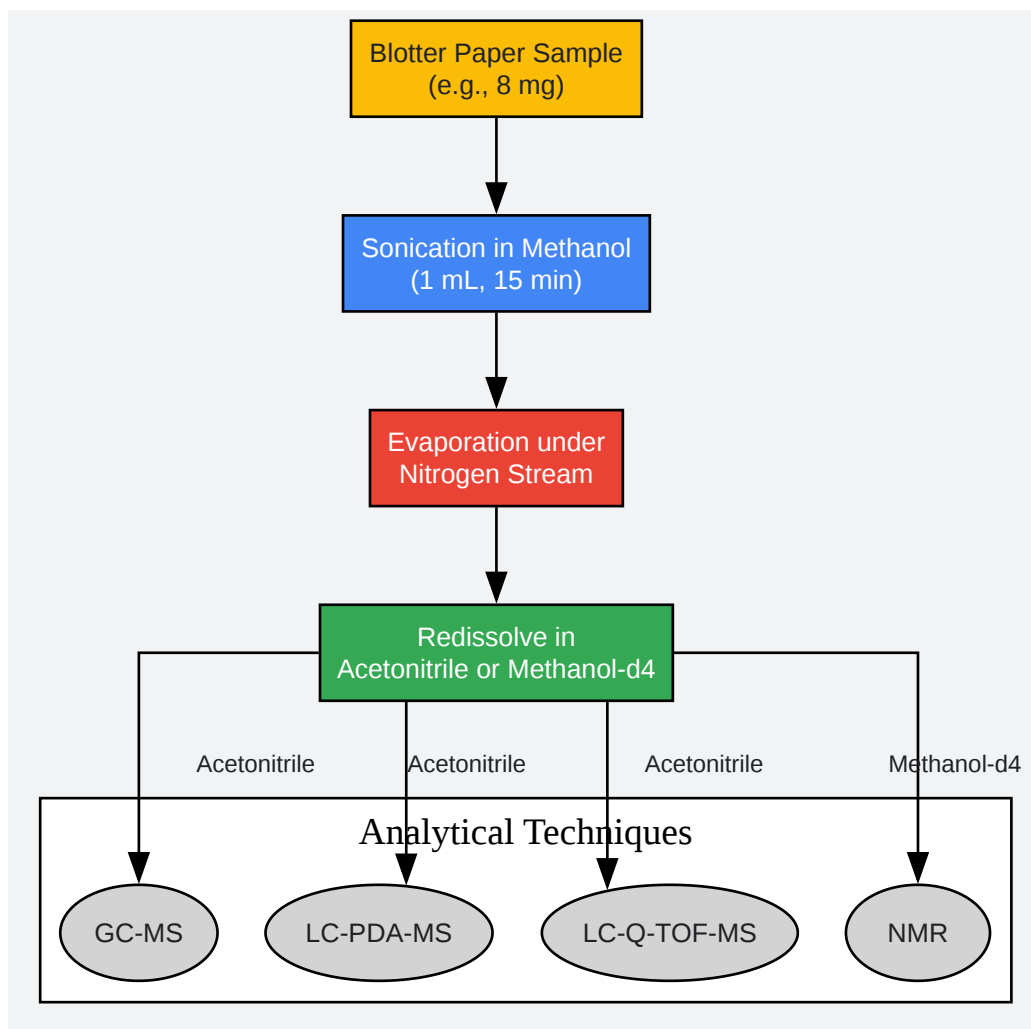 Blotter Paper Sample
(e.g., 8 mg)
Sonication in Methanol
(1 mL, 15 min)
Evaporation under
Nitrogen Stream
Redissolve in
Acetonitrile or Methanol-d4
Acetonitrile
Acetonitrile
Acetonitrile
Methanol-d4
Analytical Techniques
GC-MS
LC-PDA-MS
LC-Q-TOF-MS
NMR